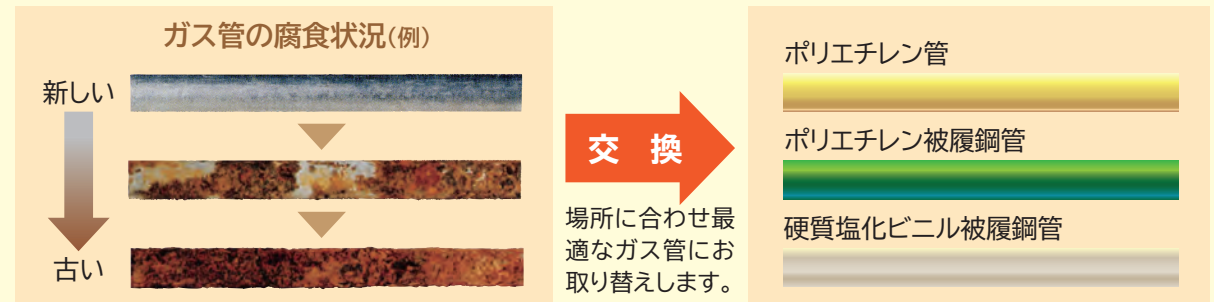 ガス管の腐食状況(例)
新しい
古い
交 換
場所に合わせ最
適なガス管にお
取り替えします。
ポリエチレン管
ポリエチレン被履鋼管
硬質塩化ビニル被履鋼管